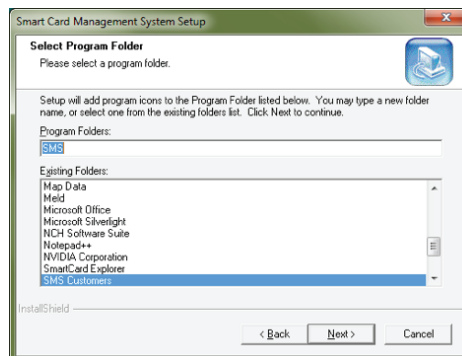 Smart Card Management System Setup
Select Program Folder
Please select a program folder.
Setup will add program icons to the Program Folder listed below. You may type a new folder
name, or select one from the existing folders list. Click Next to continue.
Program Folders:
SMS
Existing Folders:
Map Data
Meld
Microsoft Office
Microsoft Silverlight
NCH Software Suite
Notepad++
NVIDIA Corporation
SmartCard Explorer
SMS Customers
InstallShield
< Back
Next >
Cancel